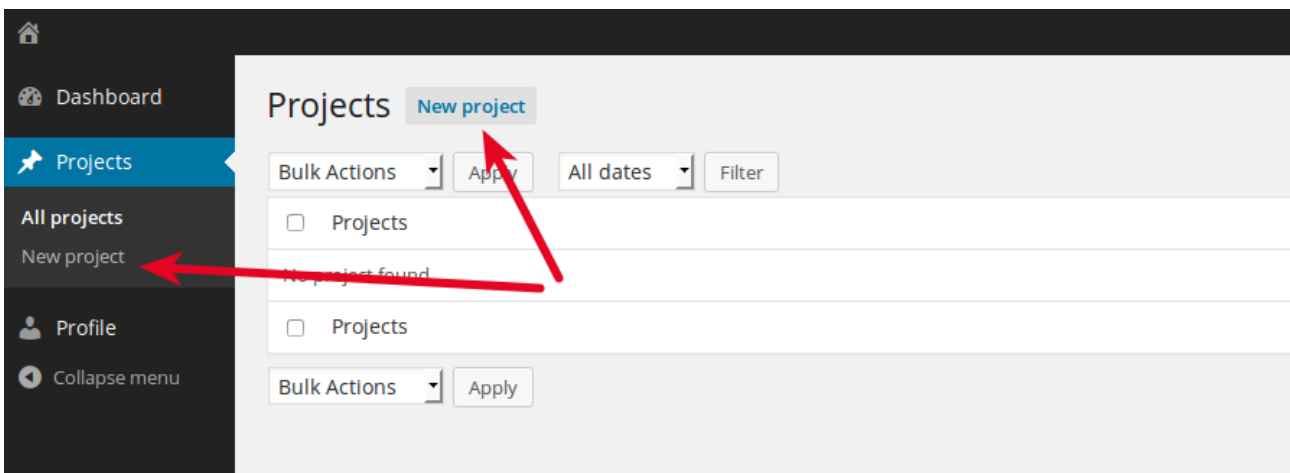 Dashboard
Projects
All projects
New project
Profile
Collapse menu
Projects New project
Bulk Actions Apply All dates Filter
Projects
No project found
Projects
Bulk Actions Apply